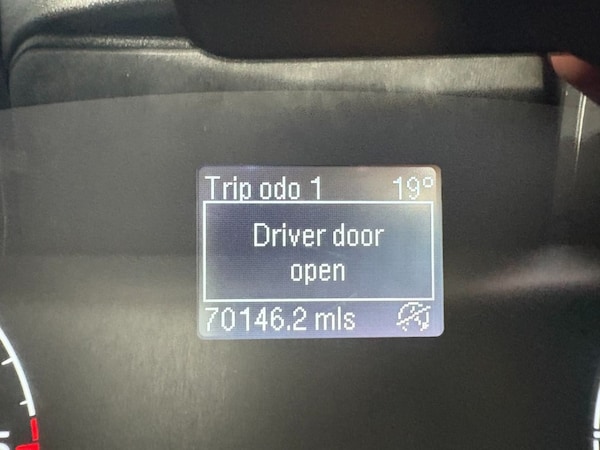 Trip odo 1 19°
Driver door
open
70146.2 mls